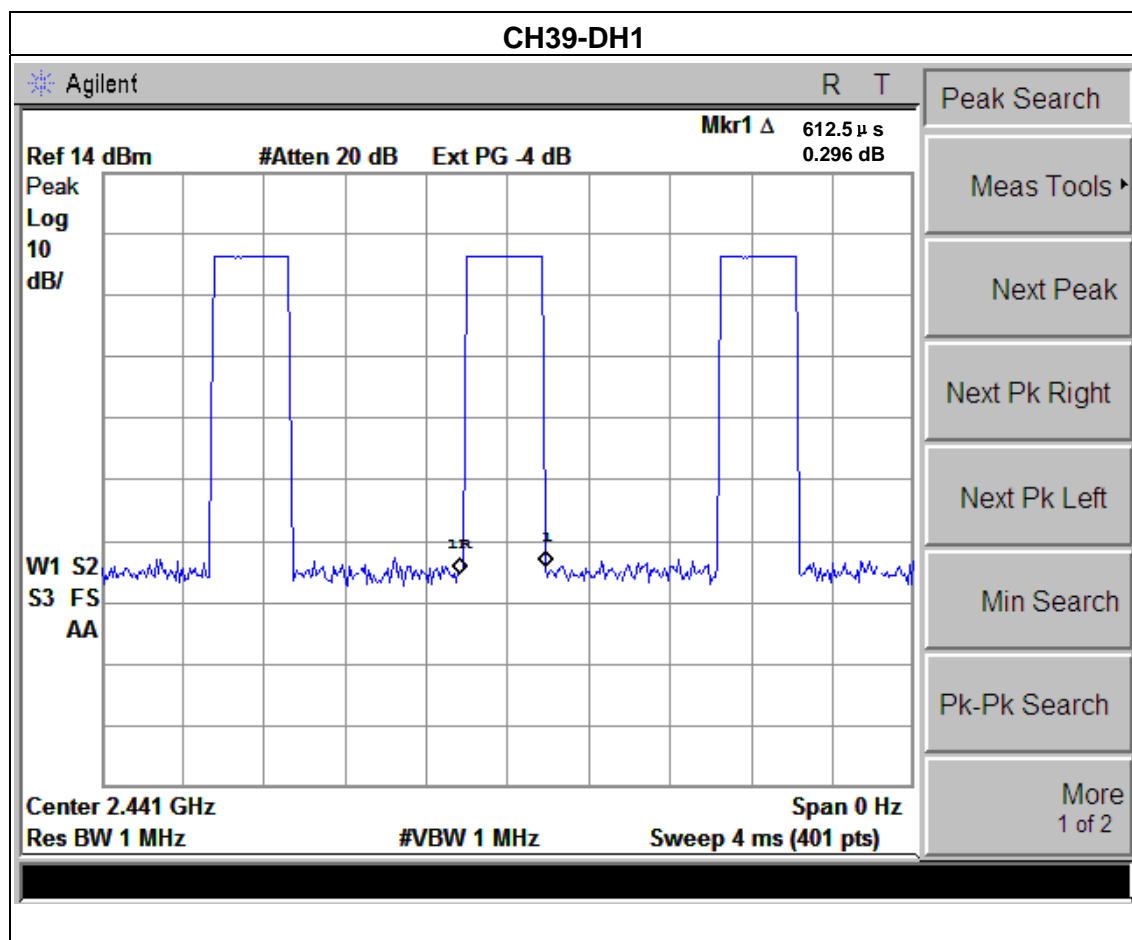 CH39-DH1
Agilent R T
Mkr1 Δ 612.5 μ s
Ref 14 dBm #Atten 20 dB Ext PG -4 dB 0.296 dB
Peak
Log
10
dB/
1R 1
W1 S2
S3 FS
AA
Center 2.441 GHz Span 0 Hz
Res BW 1 MHz #VBW 1 MHz Sweep 4 ms (401 pts)
Peak Search
Meas Tools
Next Peak
Next Pk Right
Next Pk Left
Min Search
Pk-Pk Search
More
1 of 2